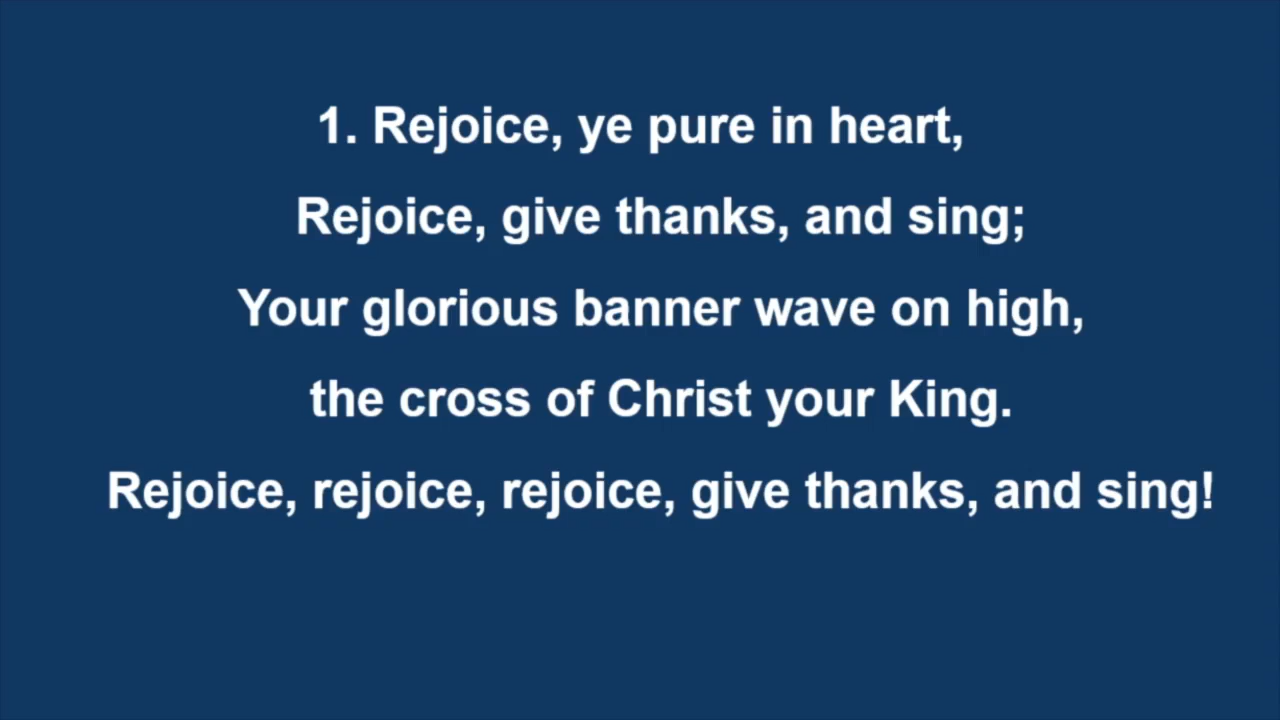 1. Rejoice, ye pure in heart,
Rejoice, give thanks, and sing;
Your glorious banner wave on high,
the cross of Christ your King.
Rejoice, rejoice, rejoice, give thanks, and sing!